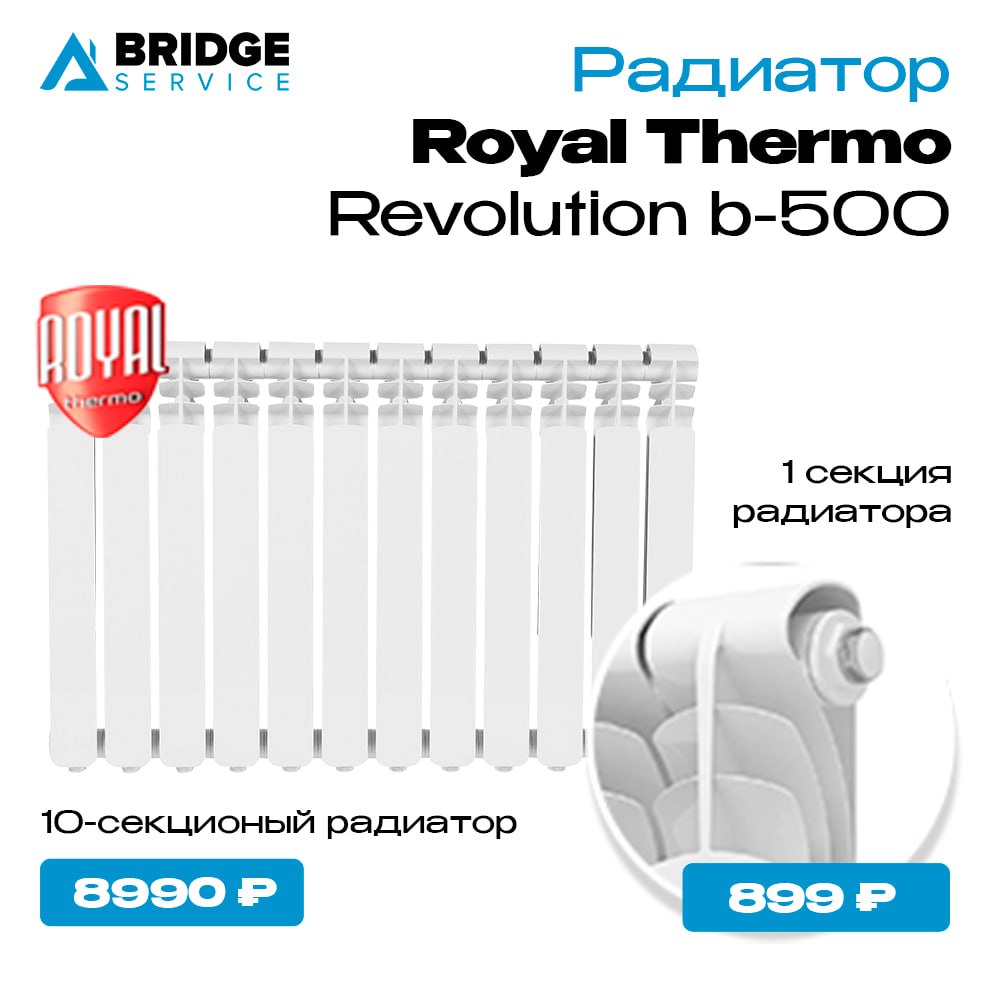 BRIDGE
SERVICE
Радиатор
Royal Thermo
Revolution b-500
ROYAL
thermo
1 секция
радиатора
10-секционый радиатор
8990 ₽
899 ₽